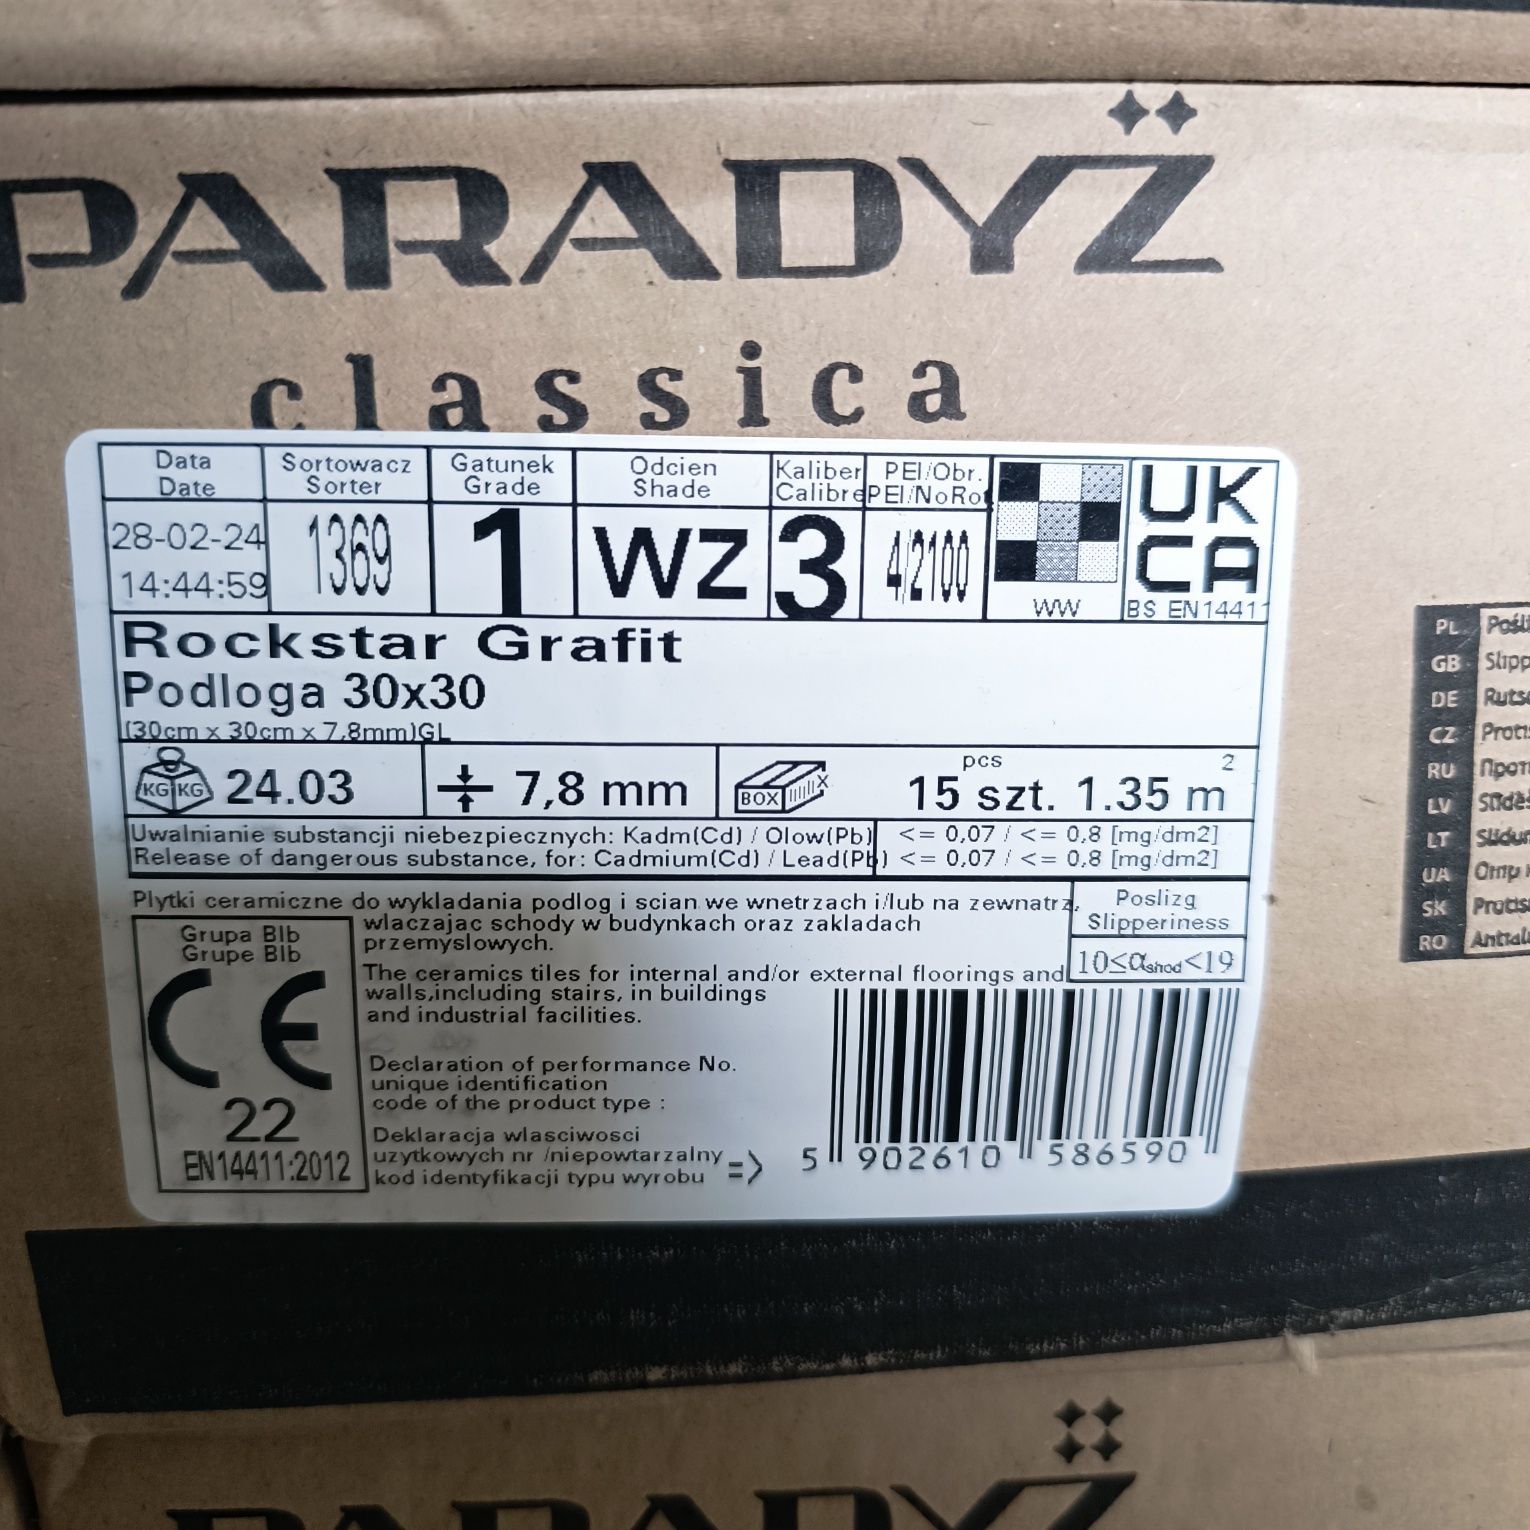 PARADYŻ
classica
Data
Date
Sortowacz
Sorter
Gatunek
Grade
Odcien
Shade
Kaliber
Calibre
PEI/Obr.
PEI/NoRot
28-02-24
14:44:59
1369
1
WZ
3
4/2100
WW
UK
CA
BS EN14411
Rockstar Grafit
Podloga 30x30
(30cm x 30cm x 7,8mm)GL
KG KG 24.03
7,8 mm
BOX
pcs
15 szt. 1.35 m2
Uwalnianie substancji niebezpiecznych: Kadm(Cd) / Olow(Pb) <= 0,07 / <= 0,8 [mg/dm2]
Release of dangerous substance, for: Cadmium(Cd) / Lead(Pb) <= 0,07 / <= 0,8 [mg/dm2]
Plytki ceramiczne do wykladania podlog i scian we wnetrzach i/lub na zewnatrz,
wlaczajac schody w budynkach oraz zakladach
przemyslowych.
The ceramics tiles for internal and/or external floorings and
walls,including stairs, in buildings
and industrial facilities.
Poslizg
Slipperiness
10≤αshod<19
Grupa BIb
Grupe BIb
CE
22
EN14411:2012
Declaration of performance No.
unique identification
code of the product type :
Deklaracja wlasciwosci
uzytkowych nr /niepowtarzalny
kod identyfikacji typu wyrobu =>
5 902610 586590
PL
GB
DE
CZ
RU
LV
LT
UA
SK
RO
PARADYŻ